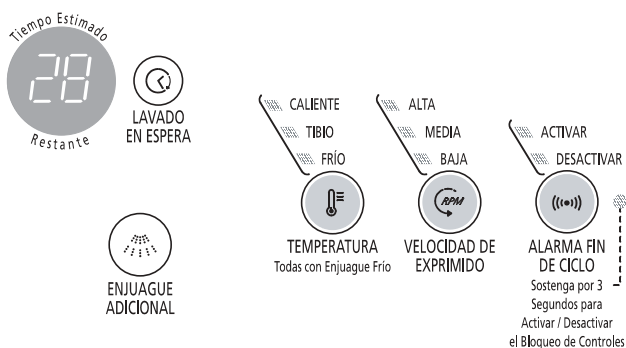 Tiempo Estimado
28
Restante
LAVADO
EN ESPERA
ENJUAGUE
ADICIONAL
CALIENTE
TIBIO
FRÍO
TEMPERATURA
Todas con Enjuague Frío
ALTA
MEDIA
BAJA
RPM
VELOCIDAD DE
EXPRIMIDO
ACTIVAR
DESACTIVAR
ALARMA FIN
DE CICLO
Sostenga por 3
Segundos para
Activar / Desactivar
el Bloqueo de Controles